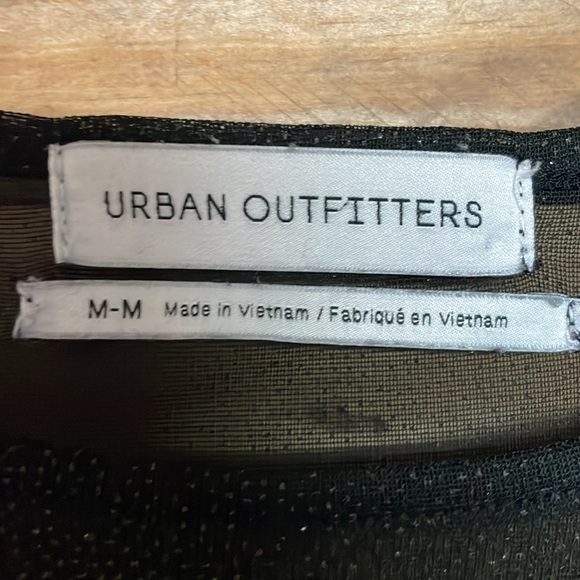 URBAN OUTFITTERS
M-M Made in Vietnam / Fabriqué en Vietnam